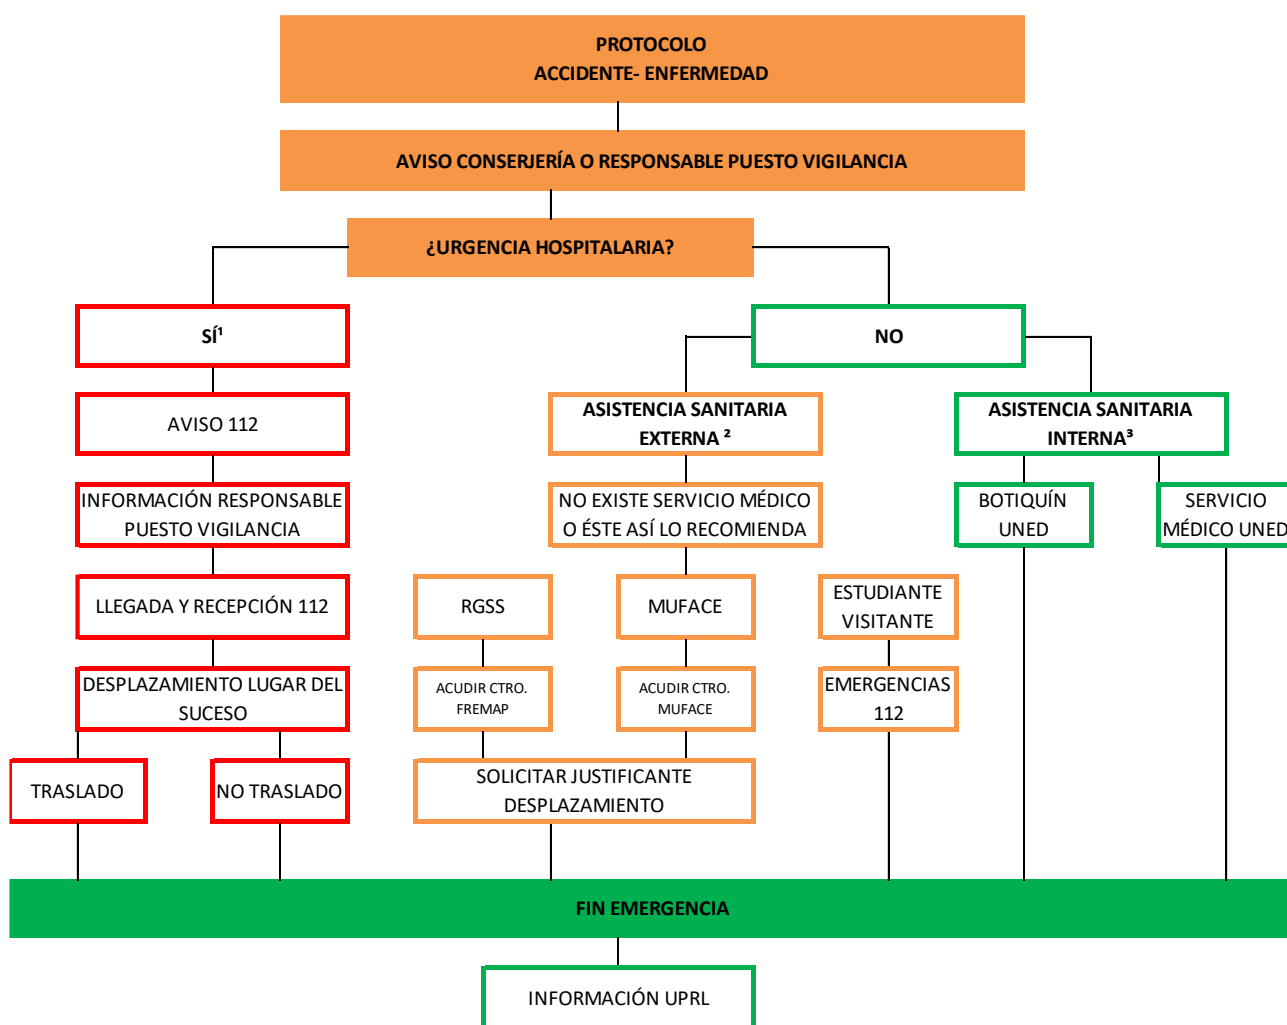 PROTOCOLO
ACCIDENTE- ENFERMEDAD
AVISO CONSERJERÍA O RESPONSABLE PUESTO VIGILANCIA
¿URGENCIA HOSPITALARIA?
SÍ¹
NO
AVISO 112
ASISTENCIA SANITARIA
EXTERNA ²
ASISTENCIA SANITARIA
INTERNA³
INFORMACIÓN RESPONSABLE
PUESTO VIGILANCIA
NO EXISTE SERVICIO MÉDICO
O ÉSTE ASÍ LO RECOMIENDA
BOTIQUÍN
UNED
SERVICIO
MÉDICO UNED
LLEGADA Y RECEPCIÓN 112
RGSS
MUFACE
ESTUDIANTE
VISITANTE
DESPLAZAMIENTO LUGAR DEL
SUCESO
ACUDIR CTRO.
FREMAP
ACUDIR CTRO.
MUFACE
EMERGENCIAS
112
TRASLADO
NO TRASLADO
SOLICITAR JUSTIFICANTE
DESPLAZAMIENTO
FIN EMERGENCIA
INFORMACIÓN UPRL